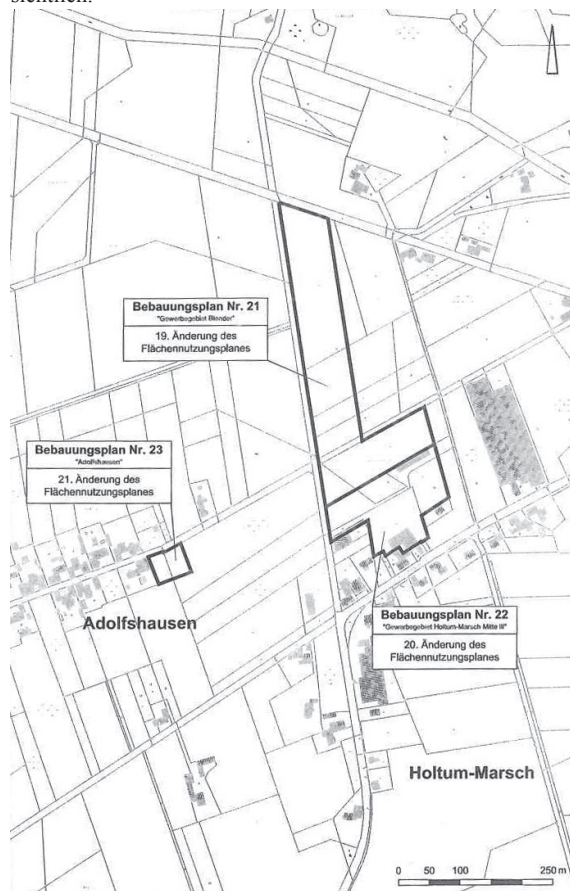 sichtlich.
Bebauungsplan Nr. 21
"Gewerbegebiet Blender"
19. Änderung des
Flächennutzungsplanes
Bebauungsplan Nr. 23
"Adolfshausen"
21. Änderung des
Flächennutzungsplanes
Adolfshausen
Bebauungsplan Nr. 22
"Gewerbegebiet Holtum-Marsch Mitte III"
20. Änderung des
Flächennutzungsplanes
Holtum-Marsch
0 50 100 250 m